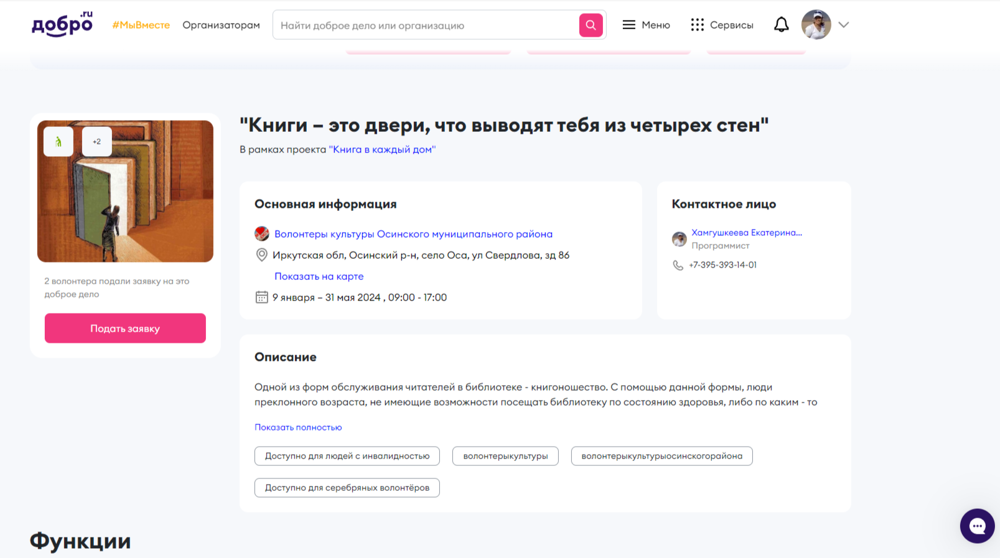 добро.ru
#МыВместе
Организаторам
Найти доброе дело или организацию
Меню
Сервисы
+2
2 волонтера подали заявку на это
доброе дело
Подать заявку
"Книги – это двери, что выводят тебя из четырех стен"
В рамках проекта "Книга в каждый дом"
Основная информация
Волонтеры культуры Осинского муниципального района
Иркутская обл, Осинский р-н, село Оса, ул Свердлова, зд 86
Показать на карте
9 января – 31 мая 2024 , 09:00 - 17:00
Контактное лицо
Хамгушкеева Екатерина...
Программист
+7-395-393-14-01
Описание
Одной из форм обслуживания читателей в библиотеке - книгоношество. С помощью данной формы, люди
преклонного возраста, не имеющие возможности посещать библиотеку по состоянию здоровья, либо по каким - то
Показать полностью
Доступно для людей с инвалидностью
волонтерыкультуры
волонтерыкультурыосинскогорайона
Доступно для серебряных волонтёров
Функции